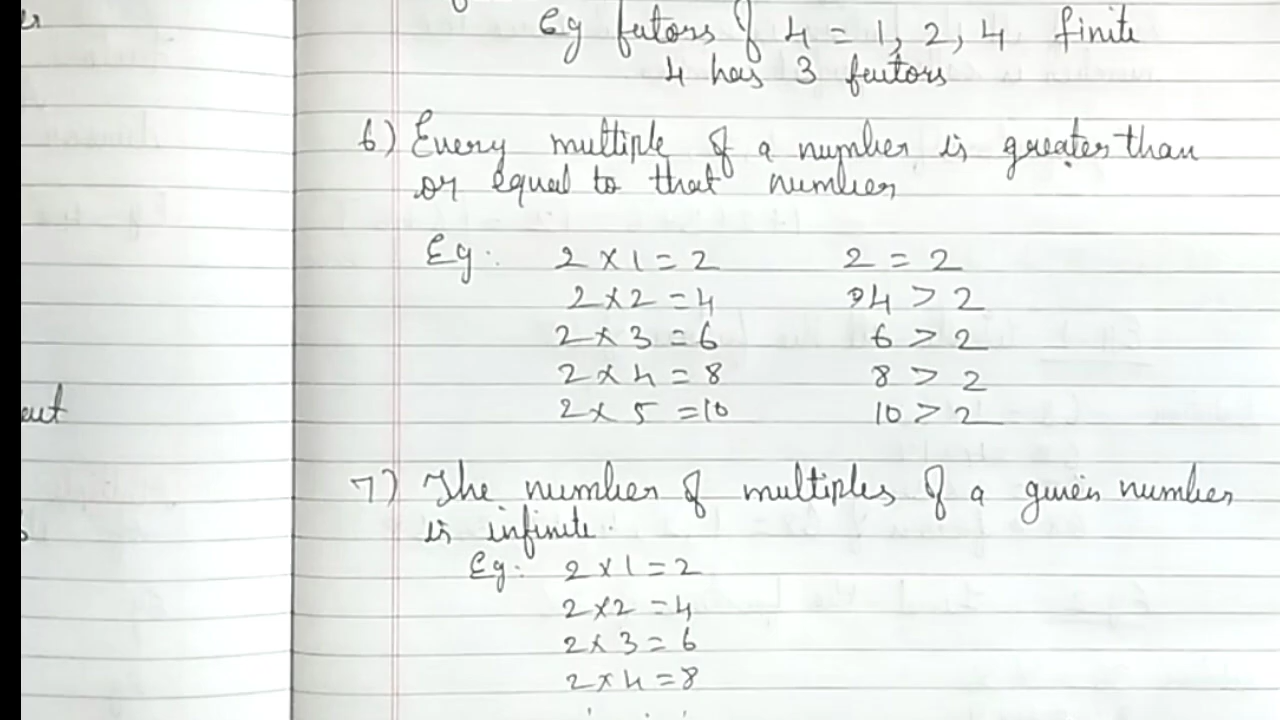 Eg fators of 4 = 1, 2, 4 finite
4 has 3 factors
6) Every multiple of a number is greater than
or equal to that number
Eg: 2 × 1 = 2 2 = 2
2 × 2 = 4 4 > 2
2 × 3 = 6 6 > 2
2 × 4 = 8 8 > 2
2 × 5 = 10 10 > 2
7) The number of multiples of a given number
is infinite.
Eg: 2 × 1 = 2
2 × 2 = 4
2 × 3 = 6
2 × 4 = 8